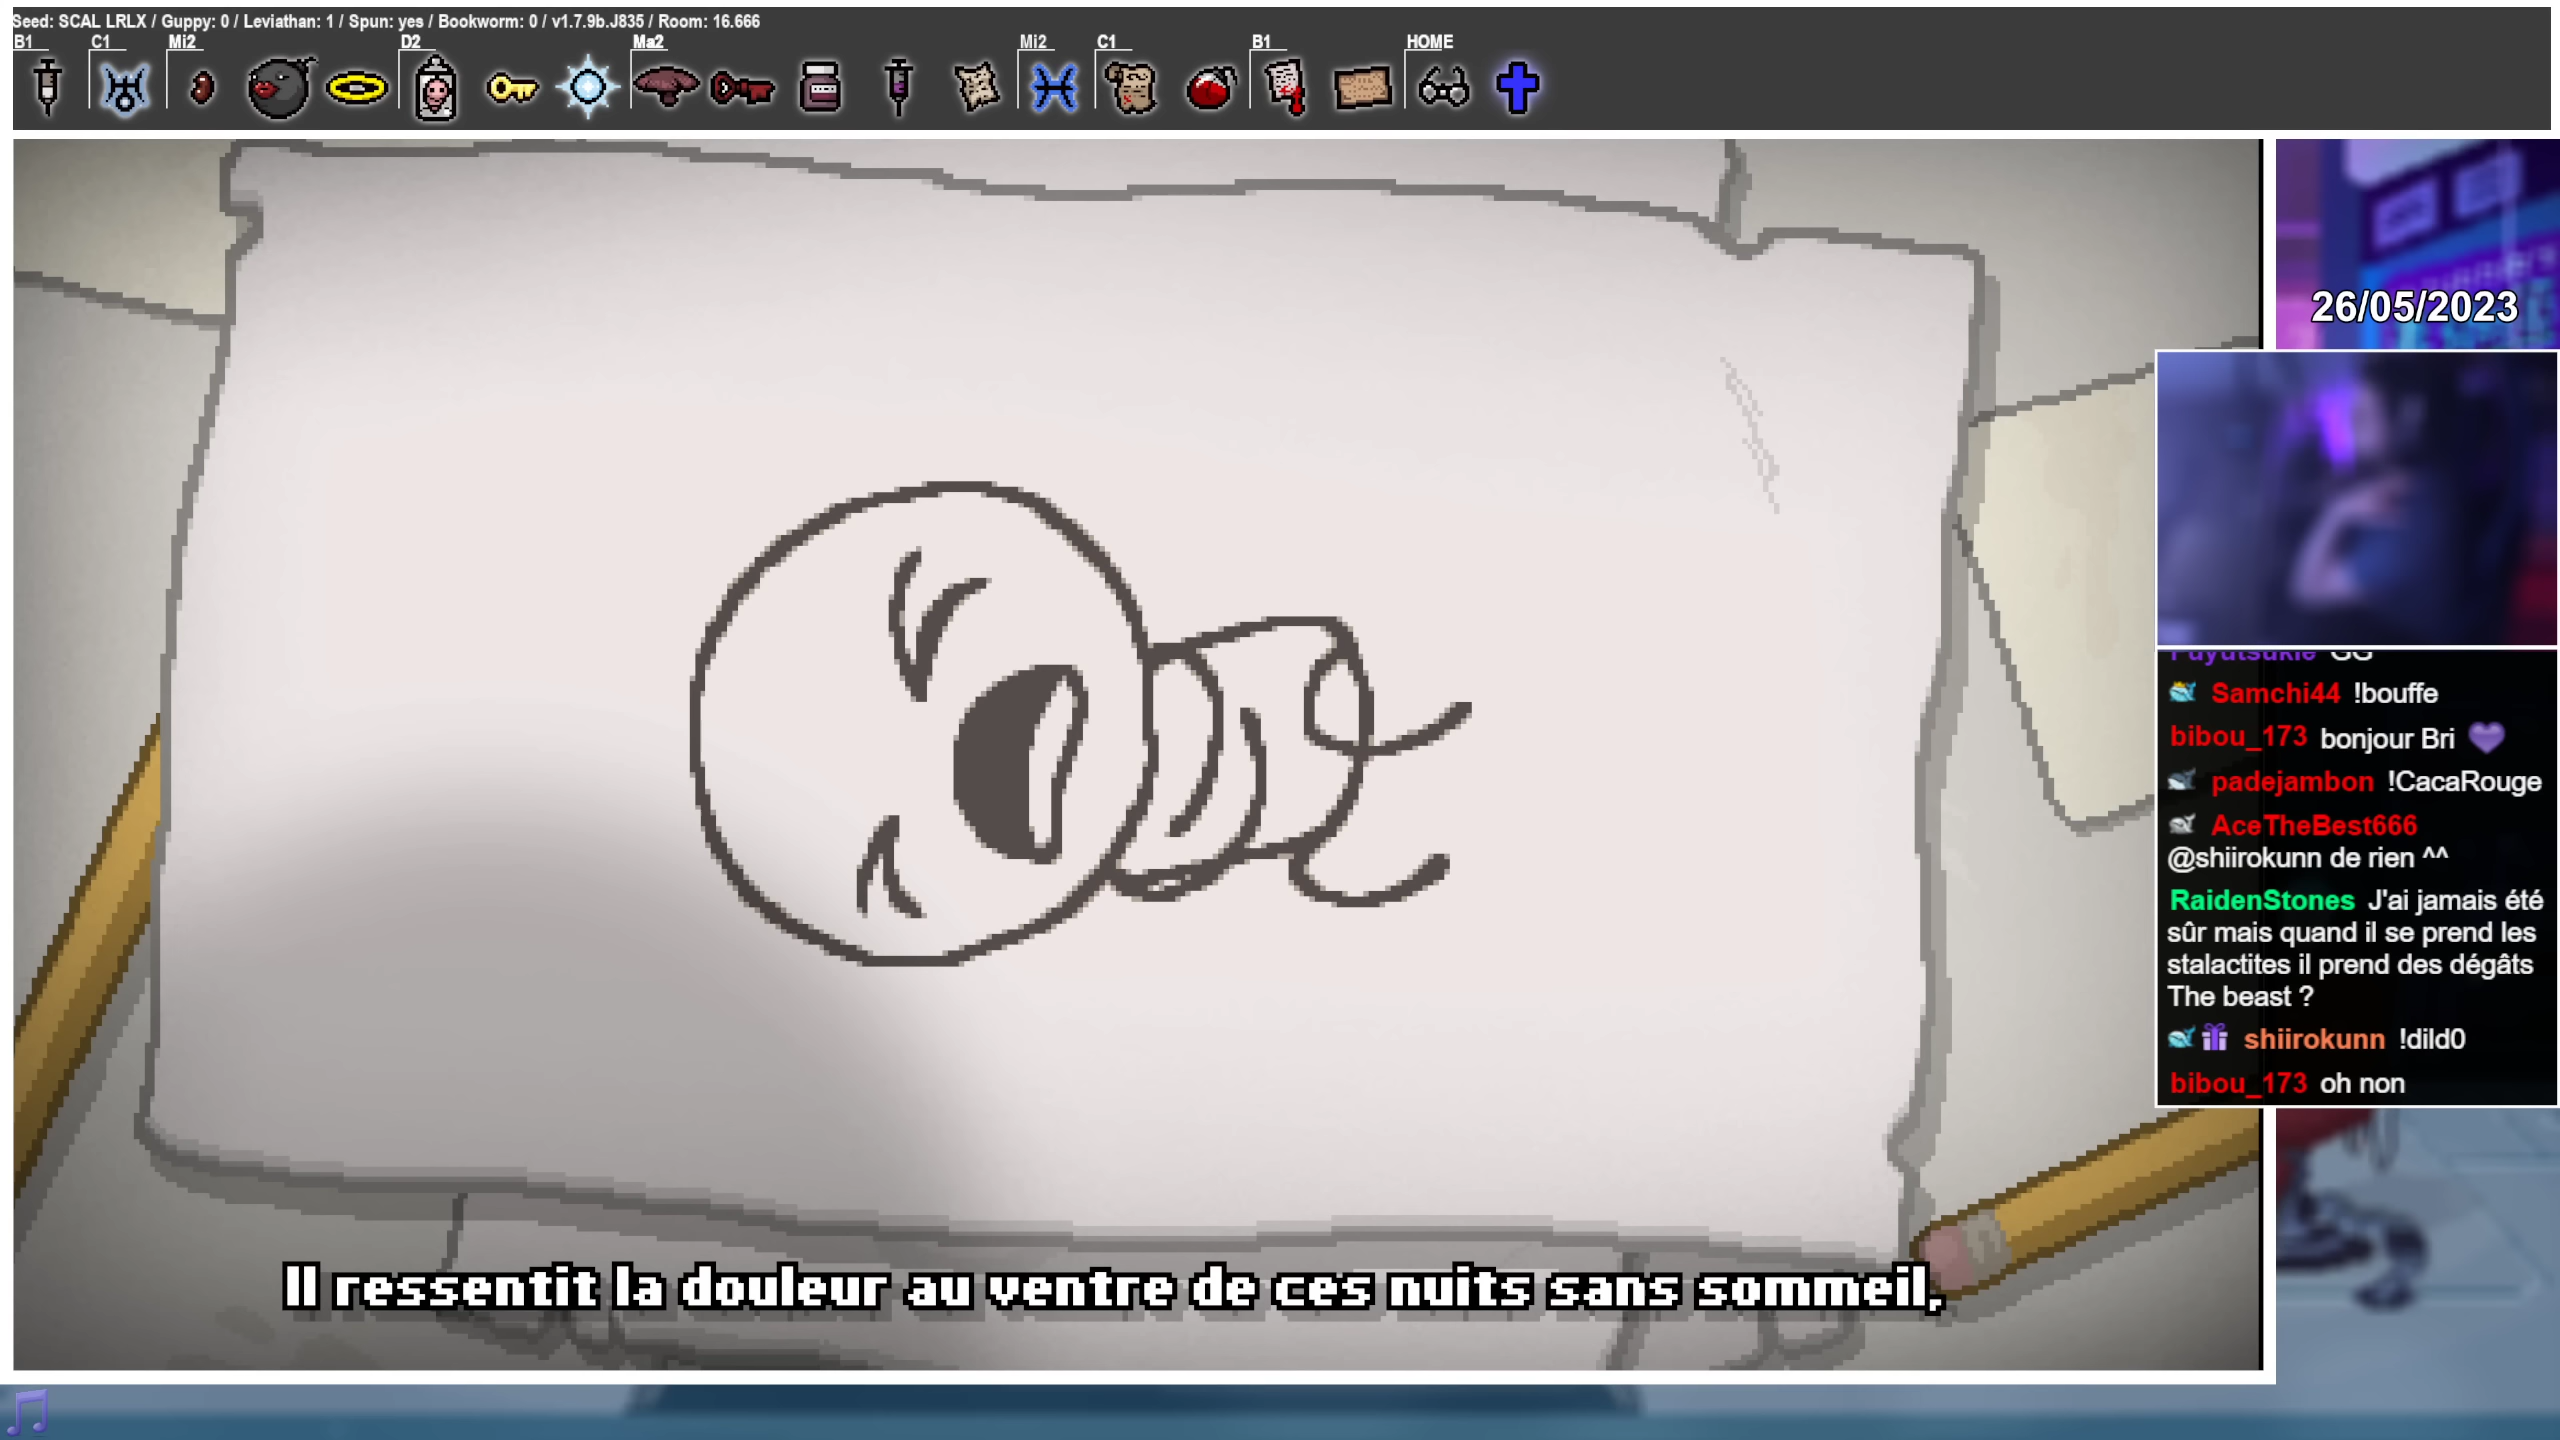 Seed: SCAL LRLX / Guppy: 0 / Leviathan: 1 / Spun: yes / Bookworm: 0 / v1.7.9b.J835 / Room: 16.666
B1 C1 Mi2 D2 Ma2 Mi2 C1 B1 HOME
26/05/2023
Fuyutsukie GG
Samchi44 !bouffe
bibou_173 bonjour Bri
padejambon !CacaRouge
AceTheBest666
@shiirokunn de rien ^^
RaidenStones J'ai jamais été
sûr mais quand il se prend les
stalactites il prend des dégâts
The beast ?
shiirokunn !dild0
bibou_173 oh non
Il ressentit la douleur au ventre de ces nuits sans sommeil,